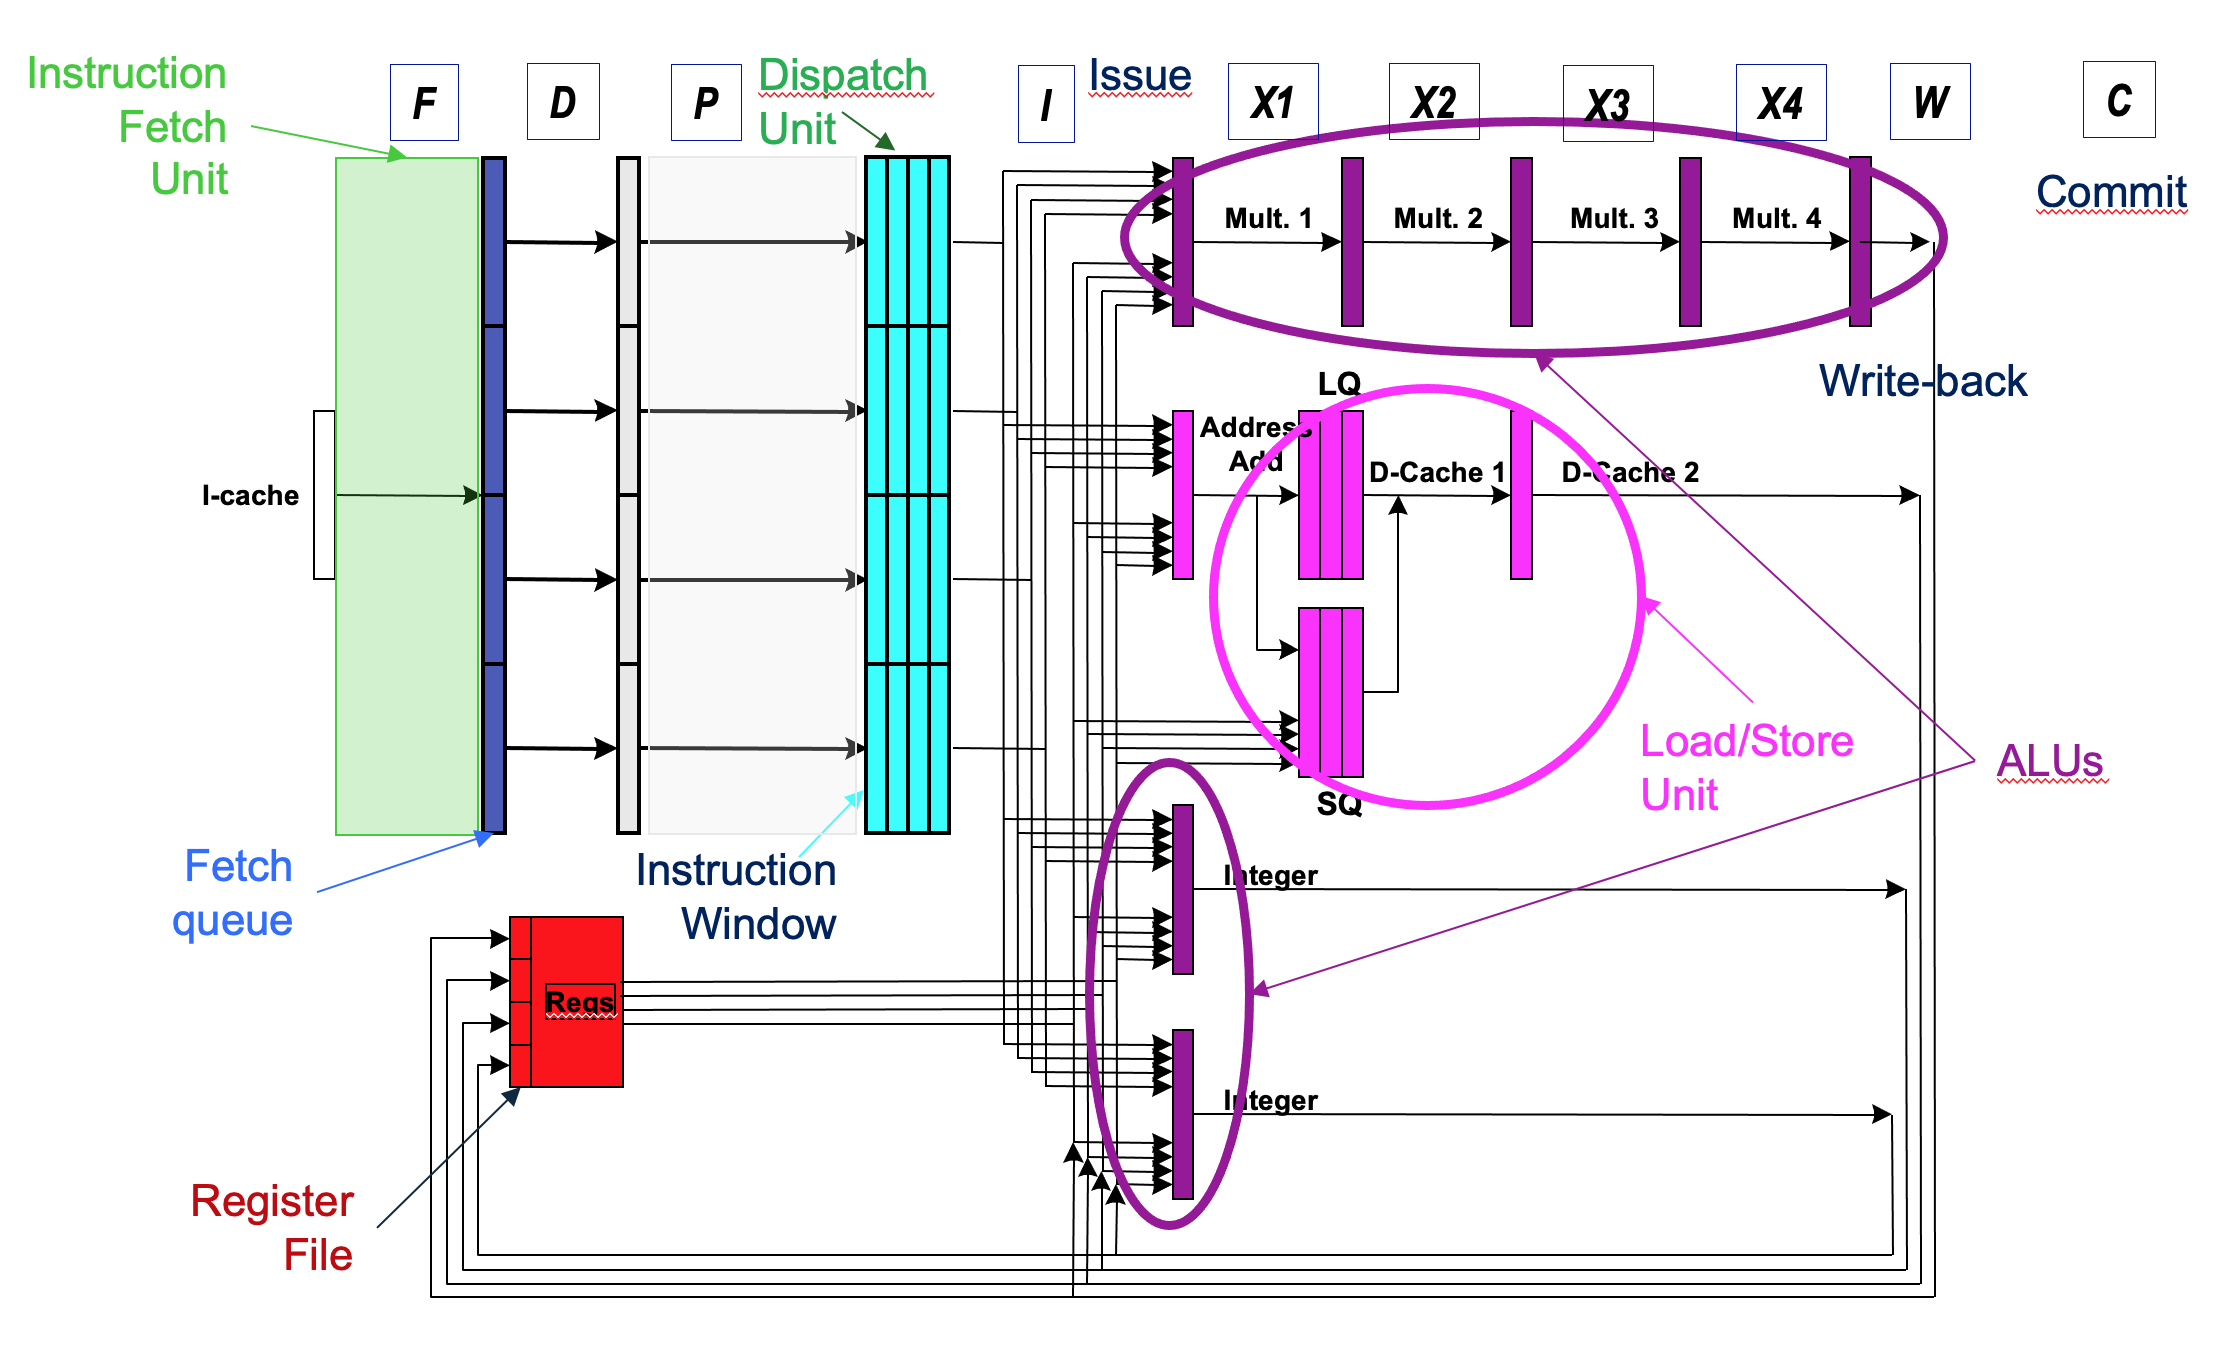 Instruction
Fetch
Unit
F
D
P
Dispatch
Unit
I
Issue
X1
X2
X3
X4
W
C
Commit
Mult. 1
Mult. 2
Mult. 3
Mult. 4
Write-back
LQ
Address
Add
D-Cache 1
D-Cache 2
I-cache
Load/Store
Unit
ALUs
SQ
Fetch
queue
Instruction
Window
Integer
Regs
Integer
Register
File